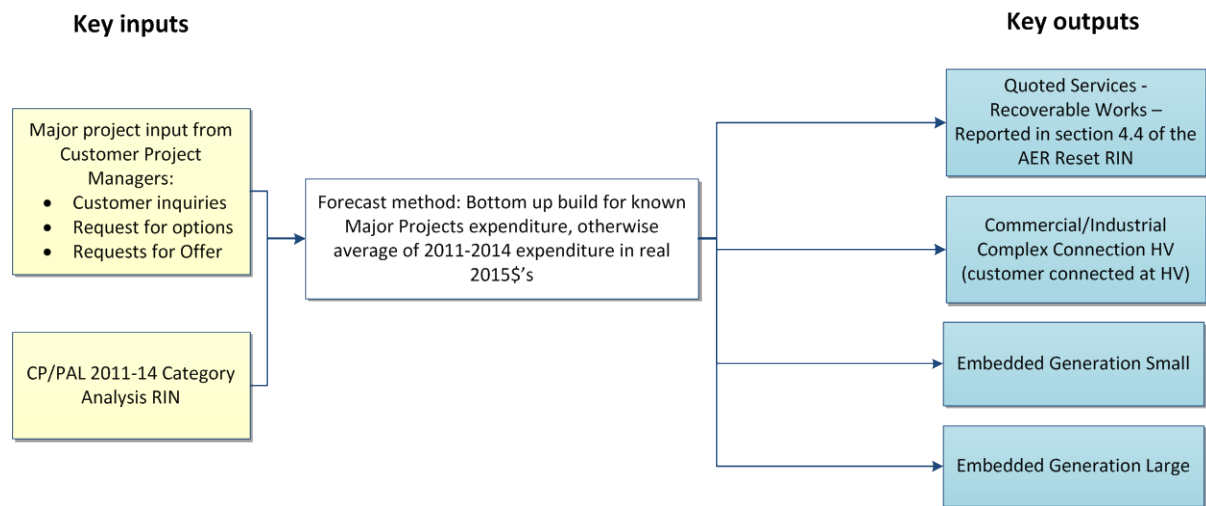 Key inputs
Key outputs
Major project input from
Customer Project
Managers:
• Customer inquiries
• Request for options
• Requests for Offer
CP/PAL 2011-14 Category
Analysis RIN
Forecast method: Bottom up build for known
Major Projects expenditure, otherwise
average of 2011-2014 expenditure in real
2015$'s
Quoted Services -
Recoverable Works –
Reported in section 4.4 of the
AER Reset RIN
Commercial/Industrial
Complex Connection HV
(customer connected at HV)
Embedded Generation Small
Embedded Generation Large